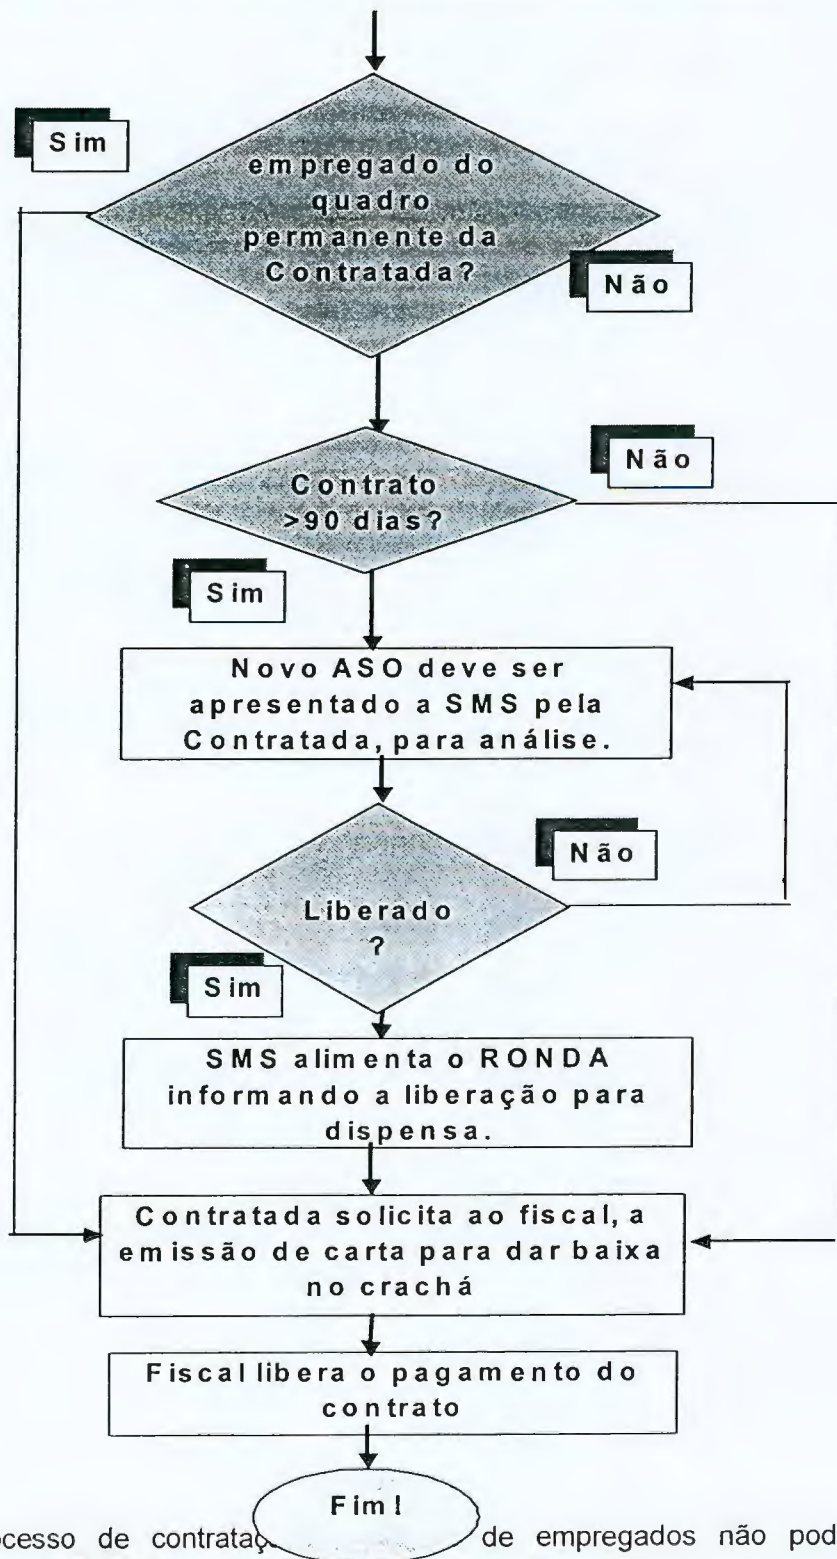 Sim
empregado do
quadro
permanente da
Contratada?
Não
Contrato
>90 dias?
Não
Sim
Novo ASO deve ser
apresentado a SMS pela
Contratada, para análise.
Não
Liberado
?
Sim
SMS alimenta o RONDA
informando a liberação para
dispensa.
Contratada solicita ao fiscal, a
emissão de carta para dar baixa
no crachá
Fiscal libera o pagamento do
contrato
Fim!
de empregados não